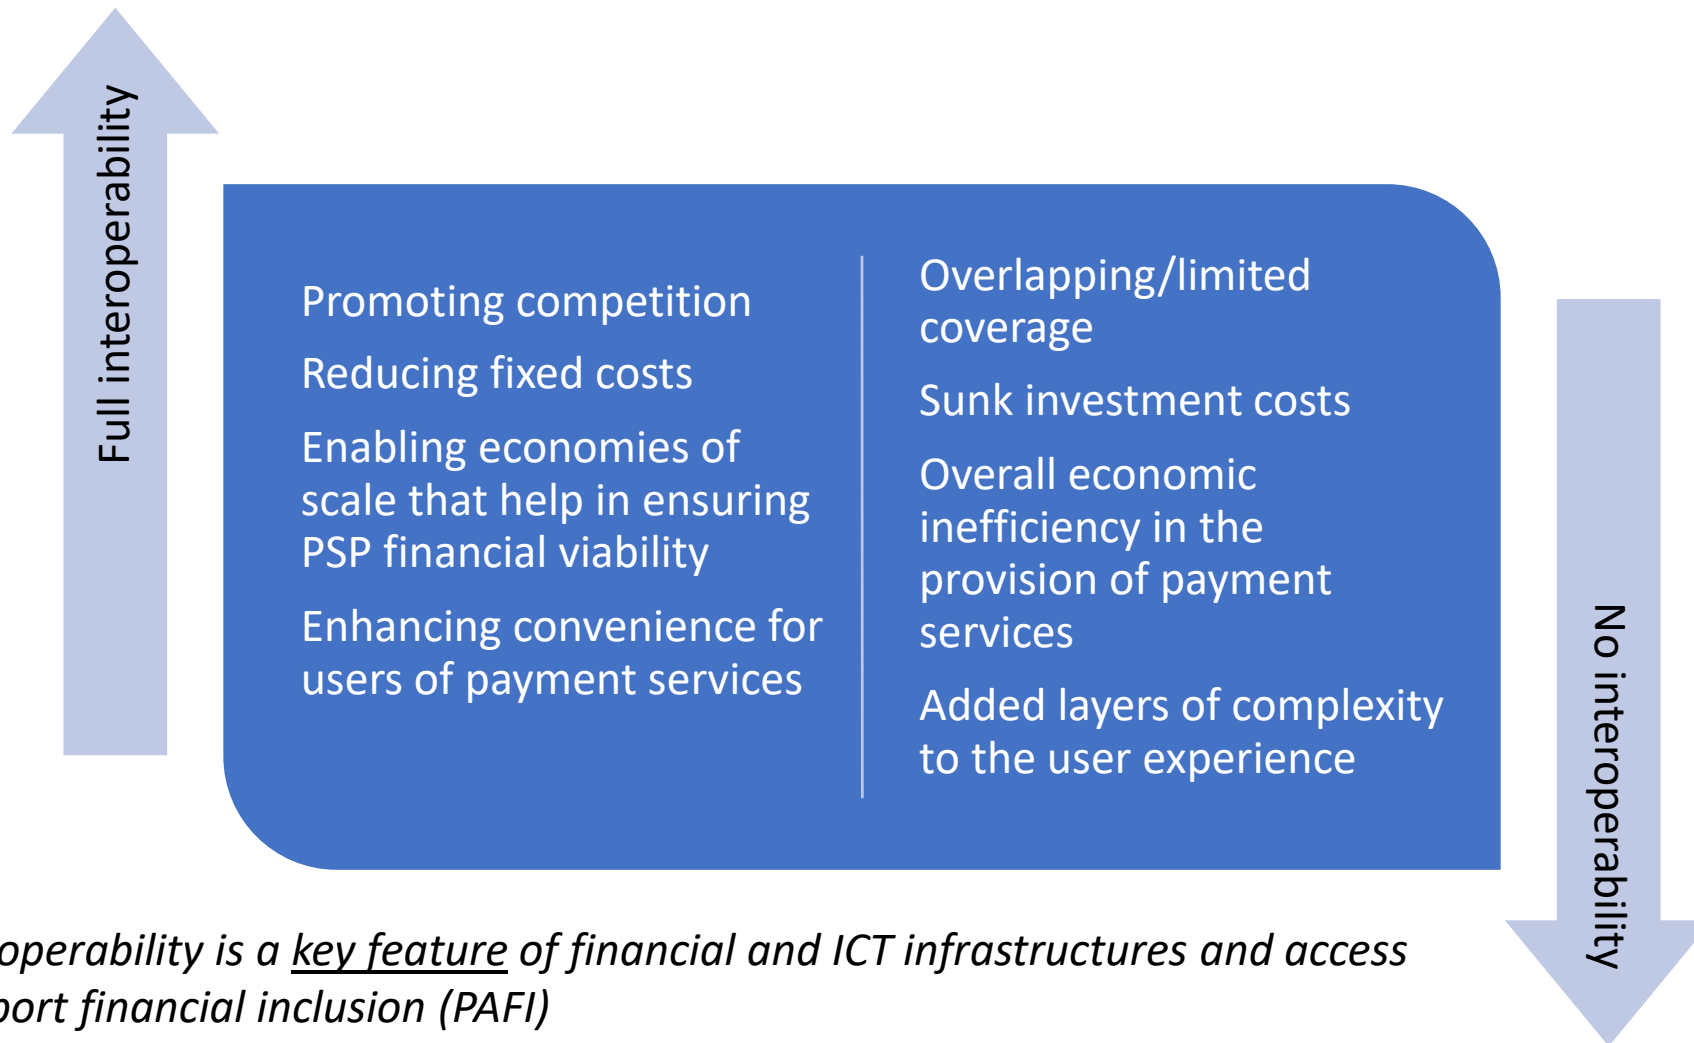 Full interoperability
Promoting competition
Reducing fixed costs
Enabling economies of
scale that help in ensuring
PSP financial viability
Enhancing convenience for
users of payment services
Overlapping/limited
coverage
Sunk investment costs
Overall economic
inefficiency in the
provision of payment
services
Added layers of complexity
to the user experience
No interoperability
operability is a key feature of financial and ICT infrastructures and access
port financial inclusion (PAFI)